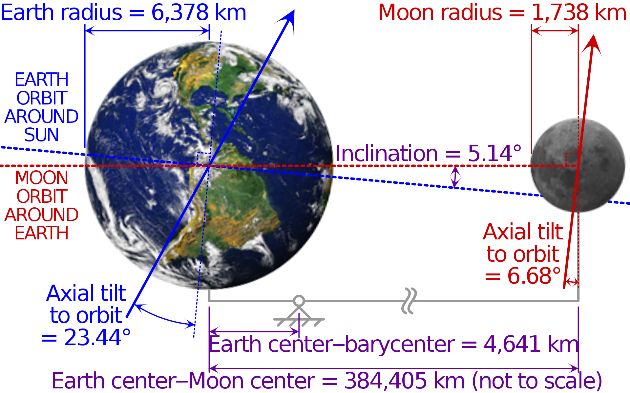 Earth radius = 6,378 km
Moon radius = 1,738 km
EARTH
ORBIT
AROUND
SUN
Inclination = 5.14°
MOON
ORBIT
AROUND
EARTH
Axial tilt
to orbit
= 6.68°
Axial tilt
to orbit
= 23.44°
Earth center–barycenter = 4,641 km
Earth center–Moon center = 384,405 km (not to scale)